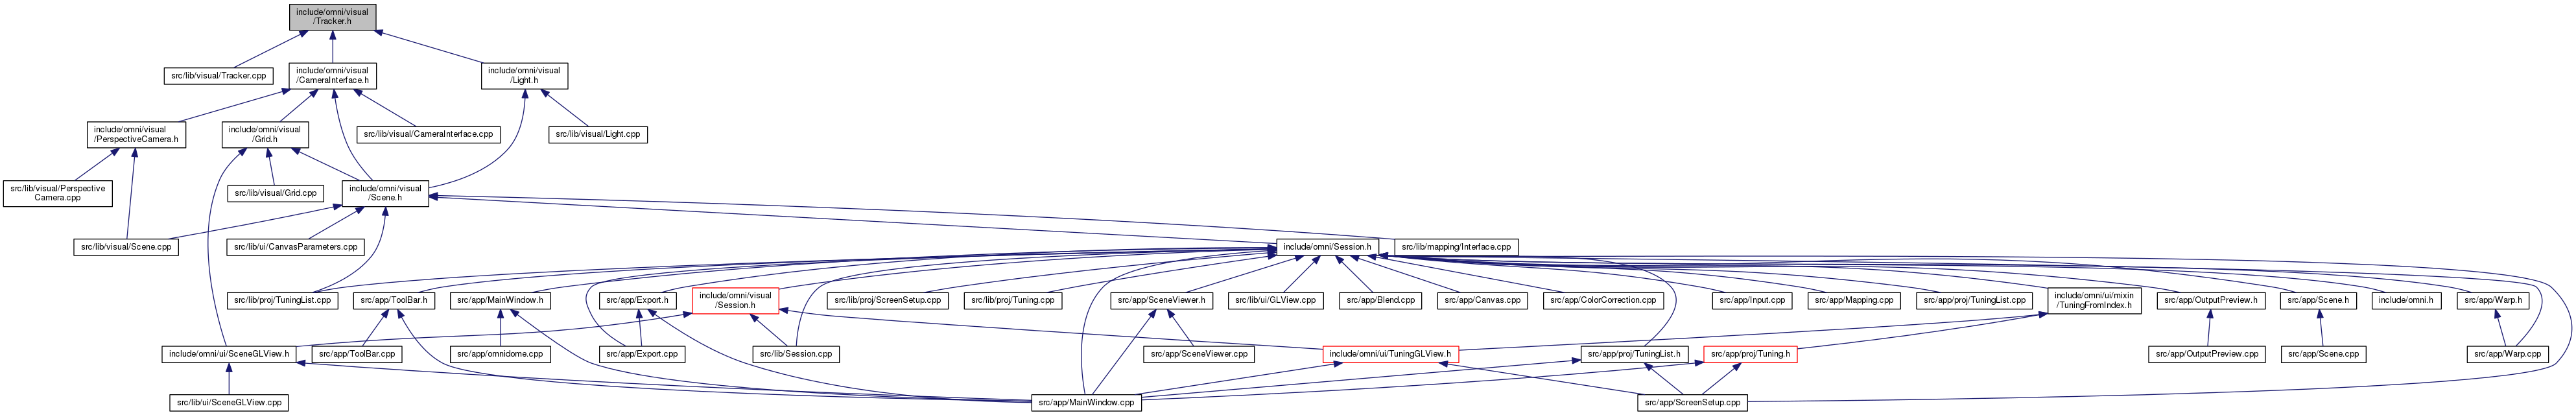 include/omni/visual
/Tracker.h
src/lib/visual/Tracker.cpp
include/omni/visual
/CameraInterface.h
include/omni/visual
/Light.h
include/omni/visual
/PerspectiveCamera.h
include/omni/visual
/Grid.h
src/lib/visual/CameraInterface.cpp
src/lib/visual/Light.cpp
src/lib/visual/Perspective
Camera.cpp
src/lib/visual/Grid.cpp
include/omni/visual
/Scene.h
src/lib/visual/Scene.cpp
src/lib/ui/CanvasParameters.cpp
include/omni/Session.h
src/lib/mapping/Interface.cpp
src/lib/proj/TuningList.cpp
src/app/ToolBar.h
src/app/MainWindow.h
src/app/Export.h
include/omni/visual
/Session.h
src/lib/proj/ScreenSetup.cpp
src/lib/proj/Tuning.cpp
src/app/SceneViewer.h
src/lib/ui/GLView.cpp
src/app/Blend.cpp
src/app/Canvas.cpp
src/app/ColorCorrection.cpp
src/app/Input.cpp
src/app/Mapping.cpp
src/app/proj/TuningList.cpp
include/omni/ui/mixin
/TuningFromIndex.h
src/app/OutputPreview.h
src/app/Scene.h
include/omni.h
src/app/Warp.h
include/omni/ui/SceneGLView.h
src/app/ToolBar.cpp
src/app/omnidome.cpp
src/app/Export.cpp
src/lib/Session.cpp
src/app/SceneViewer.cpp
include/omni/ui/TuningGLView.h
src/app/proj/TuningList.h
src/app/proj/Tuning.h
src/app/OutputPreview.cpp
src/app/Scene.cpp
src/app/Warp.cpp
src/lib/ui/SceneGLView.cpp
src/app/MainWindow.cpp
src/app/ScreenSetup.cpp